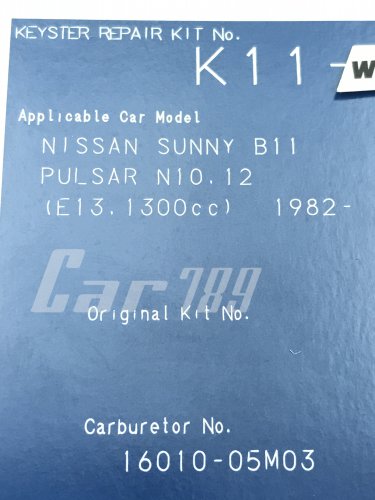 KEYSTER REPAIR KIT No.
K11-W
Applicable Car Model
NISSAN SUNNY B11
PULSAR N10.12
(E13.1300cc) 1982-
Car789
Original Kit No.
Carburetor No.
16010-05M03